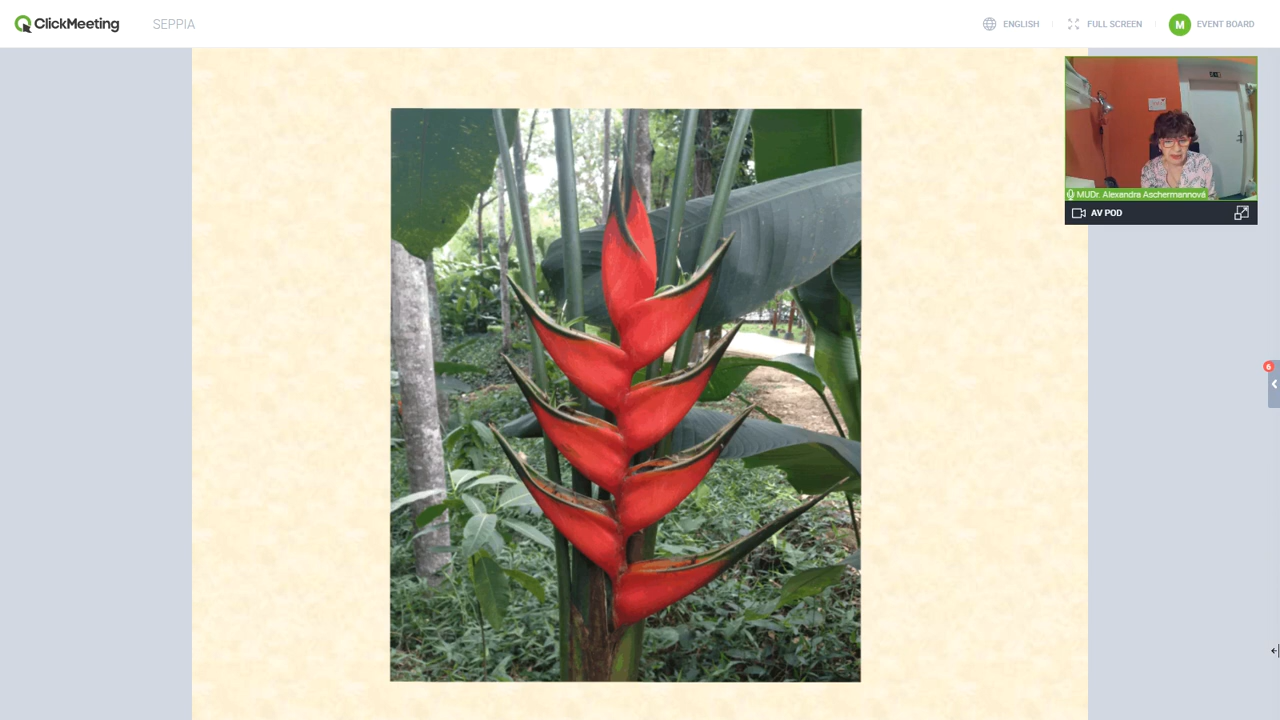 ClickMeeting
SEPPIA
ENGLISH
FULL SCREEN
M
EVENT BOARD
MUDr. Alexandra Aschermannová
AV POD
6